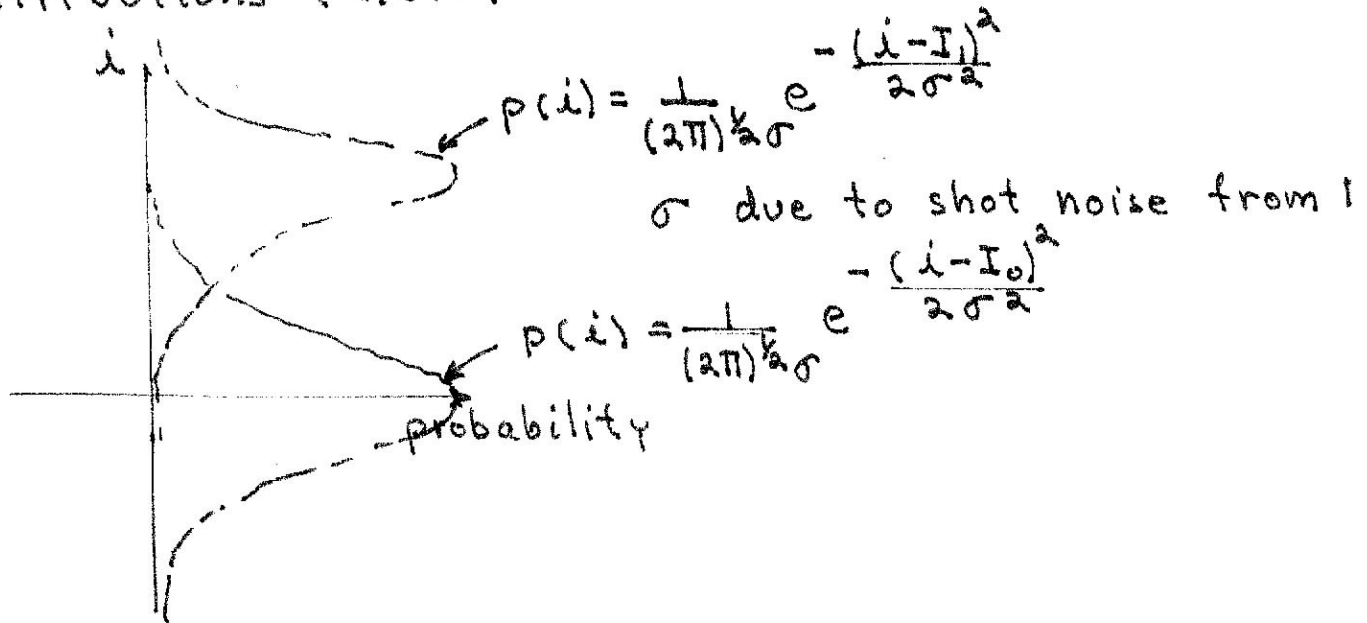 i
p(i) = 1/((2π)^½ σ) e^(-(i-I₁)²/(2σ²))
σ due to shot noise from 1
p(i) = 1/((2π)^½ σ) e^(-(i-I₀)²/(2σ²))
probability